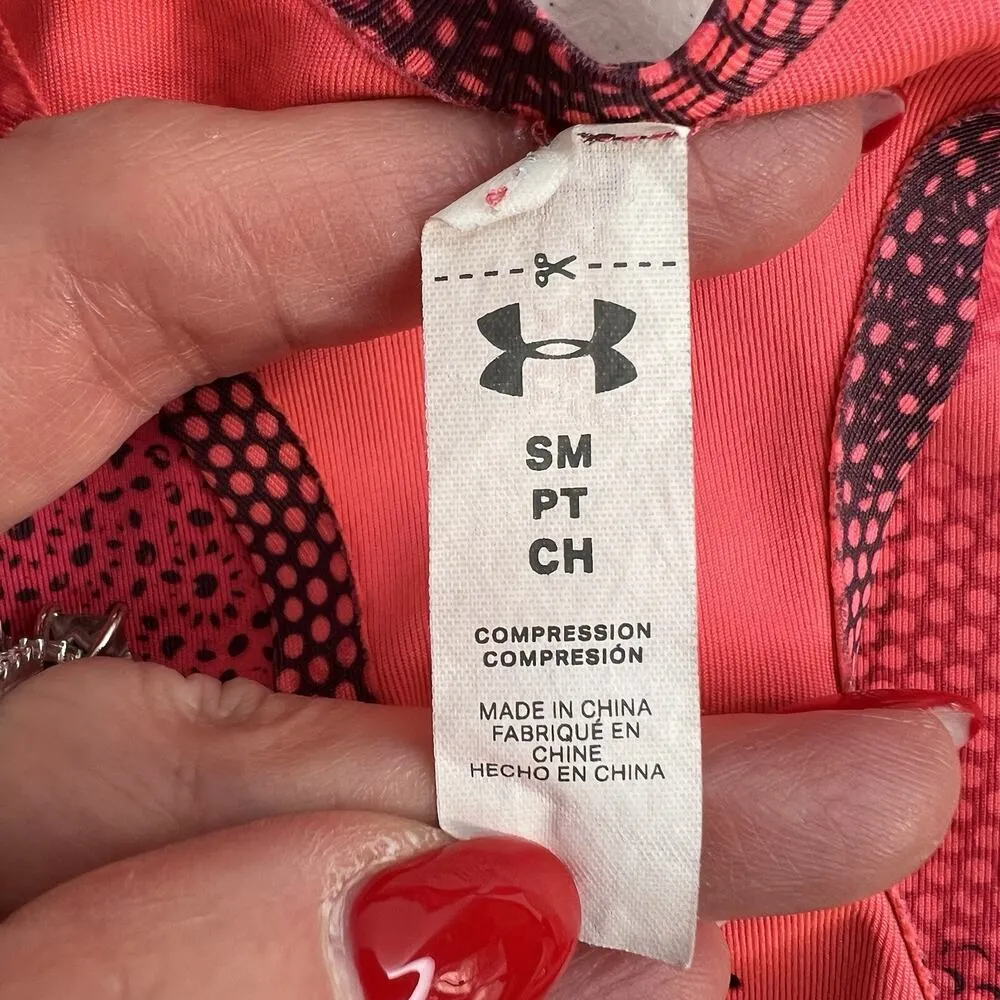 SM
PT
CH
COMPRESSION
COMPRESIÓN
MADE IN CHINA
FABRIQUÉ EN
CHINE
HECHO EN CHINA